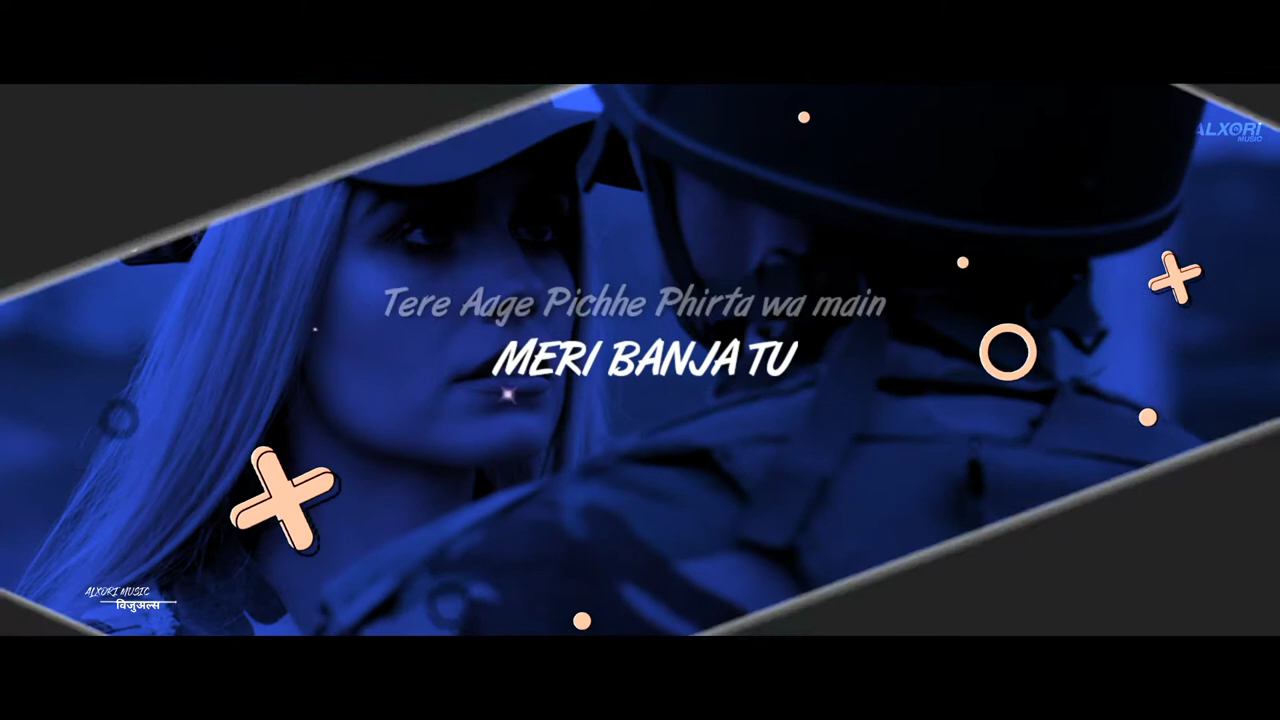 ALXORI
MUSIC
Tere Aage Pichhe Phirta wa main
MERI BANJA TU
ALXORI MUSIC
विजुअल्स